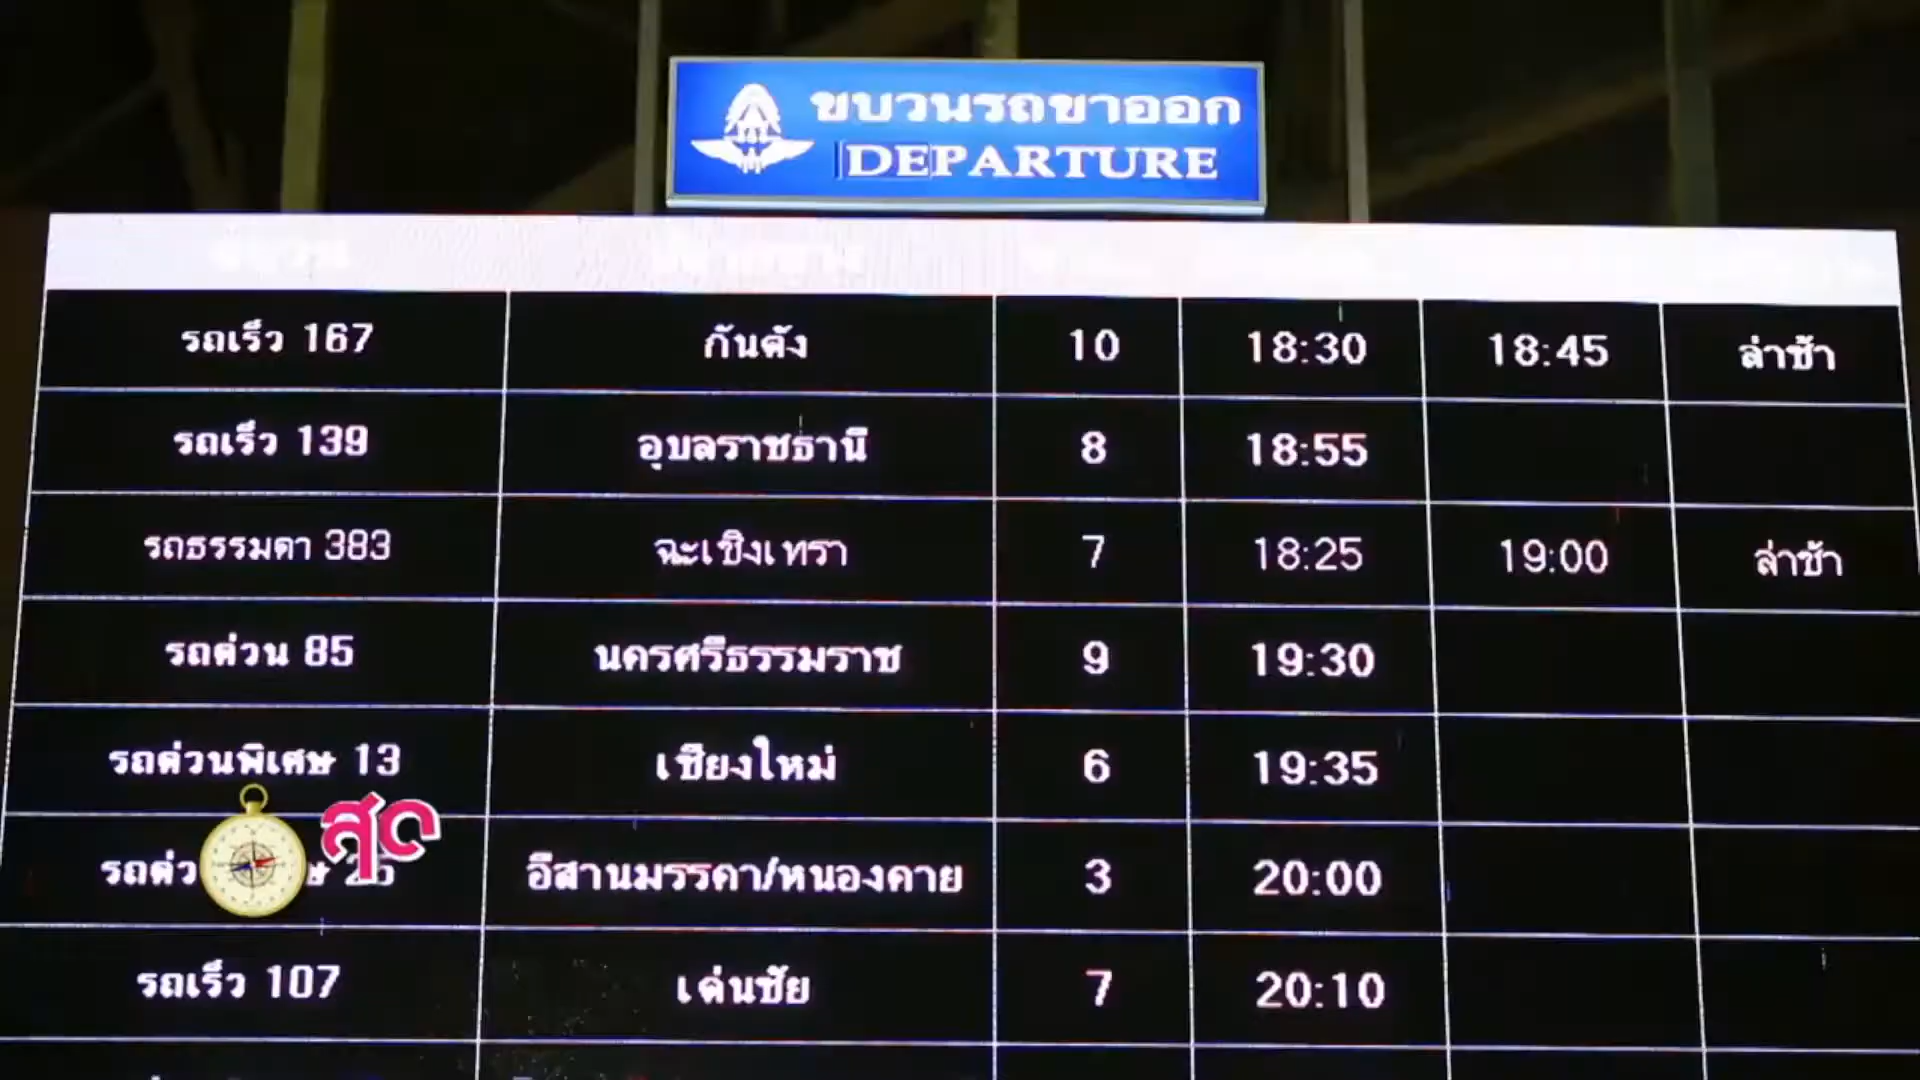 ขบวนรถขาออก
DEPARTURE
รถเร็ว 167 กันตัง 10 18:30 18:45 ล่าช้า
รถเร็ว 139 อุบลราชธานี 8 18:55
รถธรรมดา 383 ฉะเชิงเทรา 7 18:25 19:00 ล่าช้า
รถด่วน 85 นครศรีธรรมราช 9 19:30
รถด่วนพิเศษ 13 เชียงใหม่ 6 19:35
สุด
อีสานมรรคา/หนองคาย 3 20:00
รถเร็ว 107 เด่นชัย 7 20:10